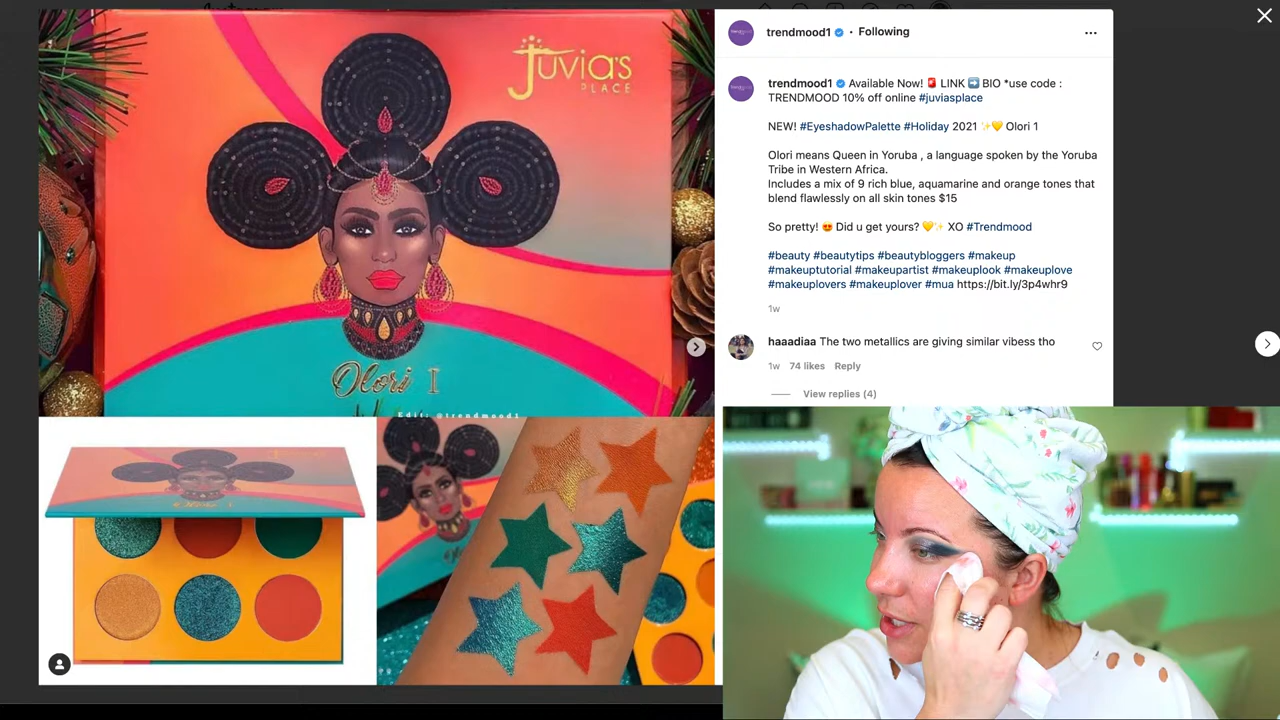 trendmood1 • Following
trendmood1 Available Now! 🚨 LINK ➡️ BIO *use code :
TRENDMOOD 10% off online #juviasplace
NEW! #EyeshadowPalette #Holiday 2021 ✨💛 Olori 1
Olori means Queen in Yoruba , a language spoken by the Yoruba
Tribe in Western Africa.
Includes a mix of 9 rich blue, aquamarine and orange tones that
blend flawlessly on all skin tones $15
So pretty! 😍 Did u get yours? 💛✨ XO #Trendmood
#beauty #beautytips #beautybloggers #makeup
#makeuptutorial #makeupartist #makeuplook #makeuplove
#makeuplovers #makeuplover #mua https://bit.ly/3p4whr9
1w
haaadiaa The two metallics are giving similar vibess tho
1w 74 likes Reply
View replies (4)
Juvia's
PLACE
Olori I
Edit: @trendmood1
Juvia's
Olori I